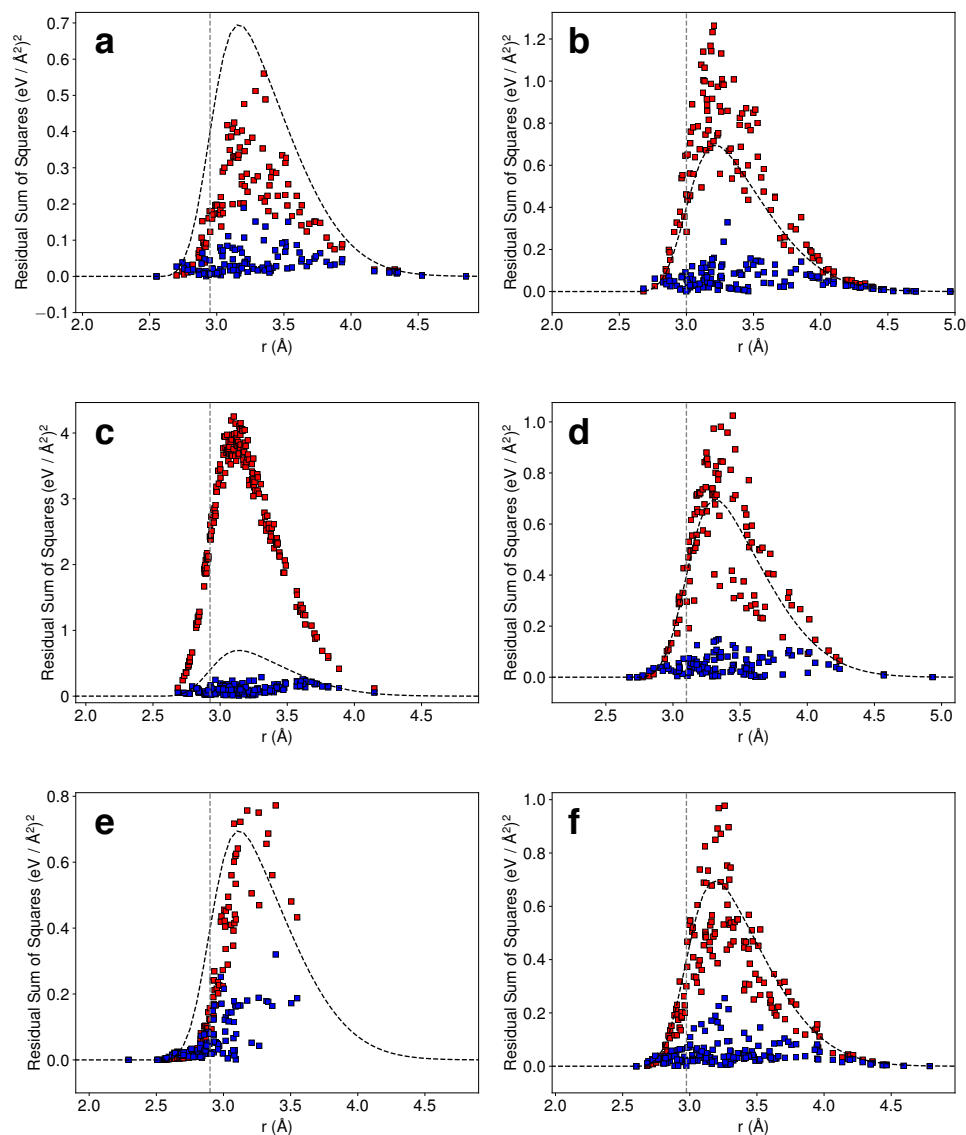 a
Residual Sum of Squares (eV / Å²)²
0.7
0.6
0.5
0.4
0.3
0.2
0.1
0.0
−0.1
2.0 2.5 3.0 3.5 4.0 4.5
r (Å)
b
Residual Sum of Squares (eV / Å²)²
1.2
1.0
0.8
0.6
0.4
0.2
0.0
2.0 2.5 3.0 3.5 4.0 4.5 5.0
r (Å)
c
Residual Sum of Squares (eV / Å²)²
4
3
2
1
0
2.0 2.5 3.0 3.5 4.0 4.5
r (Å)
d
Residual Sum of Squares (eV / Å²)²
1.0
0.8
0.6
0.4
0.2
0.0
2.5 3.0 3.5 4.0 4.5 5.0
r (Å)
e
Residual Sum of Squares (eV / Å²)²
0.8
0.6
0.4
0.2
0.0
2.0 2.5 3.0 3.5 4.0 4.5
r (Å)
f
Residual Sum of Squares (eV / Å²)²
1.0
0.8
0.6
0.4
0.2
0.0
2.0 2.5 3.0 3.5 4.0 4.5
r (Å)